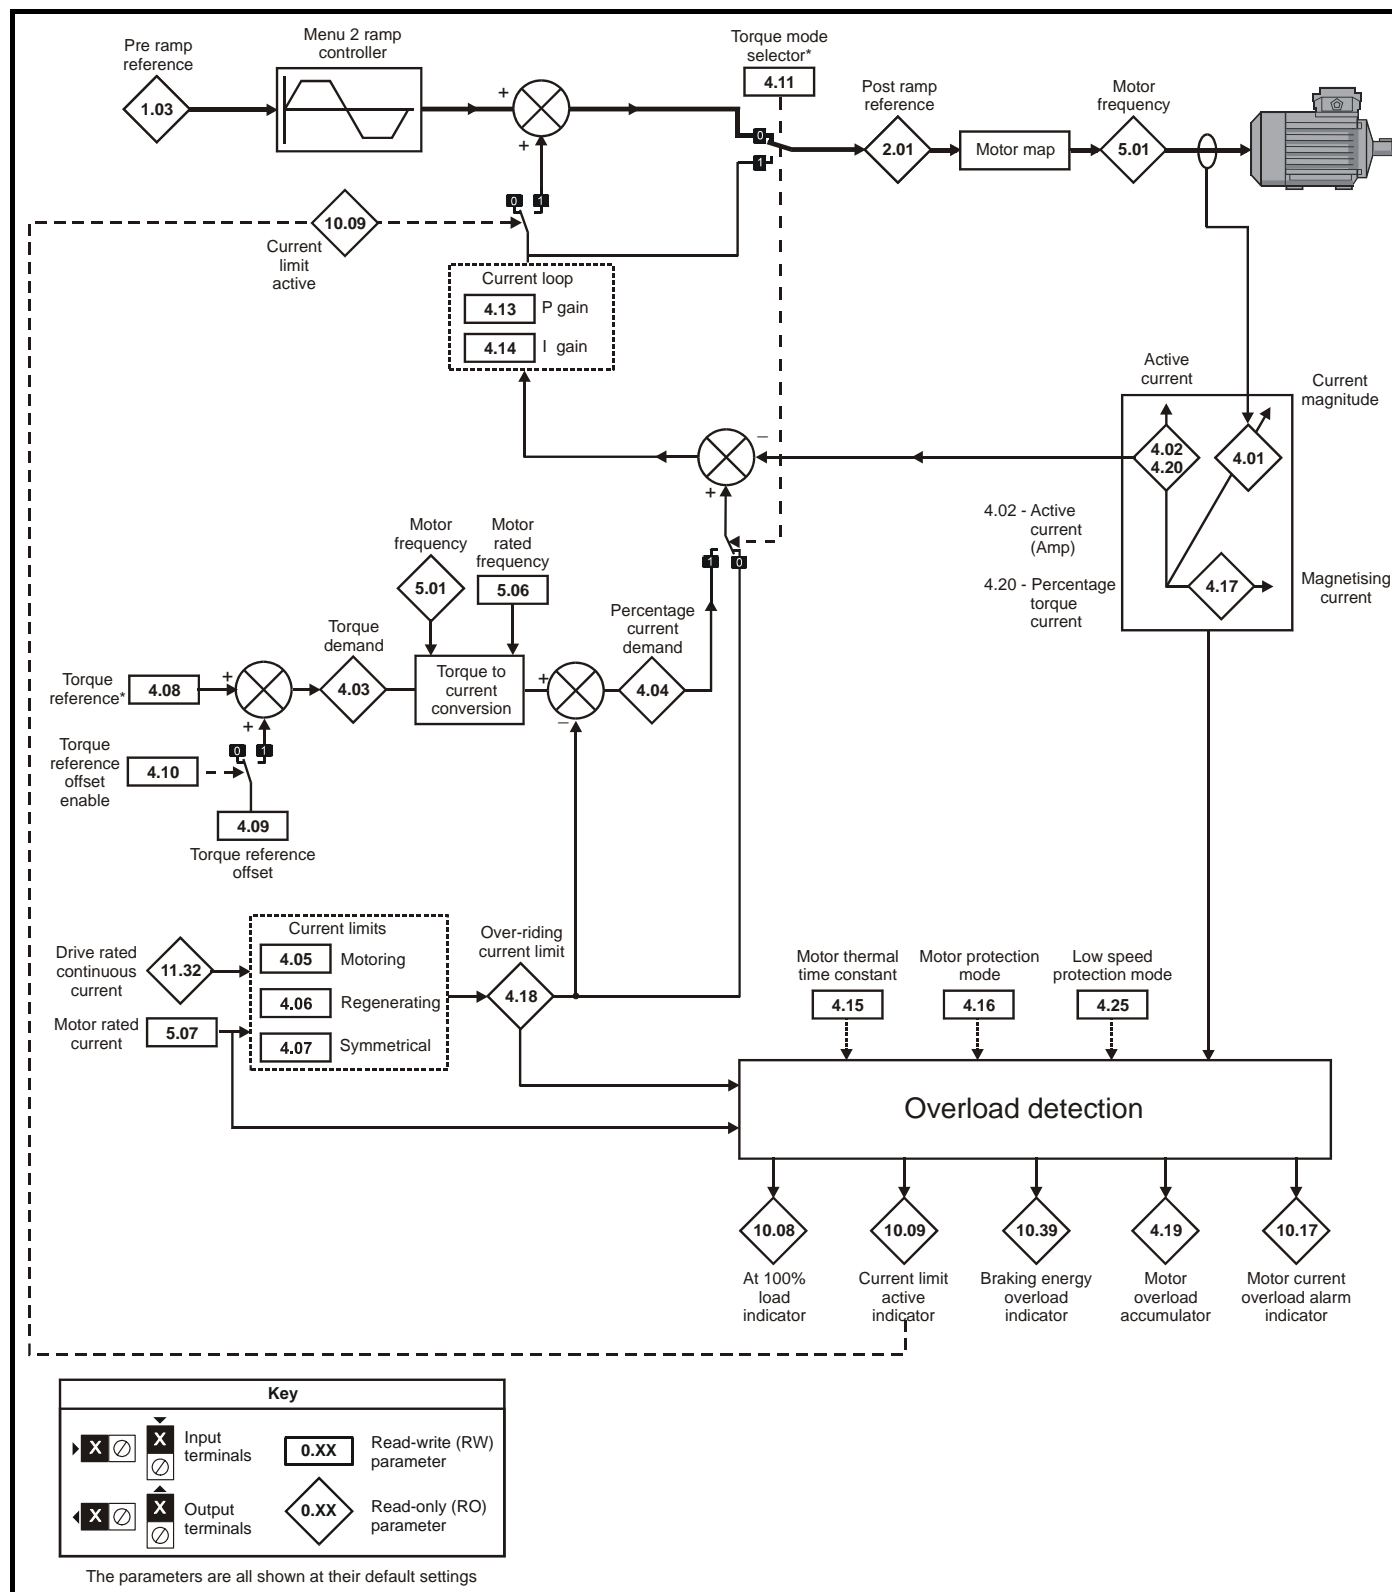 Pre ramp
reference
1.03
Menu 2 ramp
controller
+
+
Torque mode
selector*
4.11
0
1
Post ramp
reference
2.01
Motor map
Motor
frequency
5.01
10.09
Current
limit
active
0 1
Current loop
4.13 P gain
4.14 I gain
Active
current
Current
magnitude
4.02
4.20
4.01
4.17
Magnetising
current
4.02 - Active
current
(Amp)
4.20 - Percentage
torque
current
–
+
1 0
Motor
frequency
5.01
Motor
rated
frequency
5.06
Percentage
current
demand
4.04
Torque
demand
4.03
Torque to
current
conversion
+
–
Torque
reference*
4.08
+
+
0 1
Torque
reference
offset
enable
4.10
4.09
Torque reference
offset
Drive rated
continuous
current
11.32
Motor rated
current
5.07
Current limits
4.05 Motoring
4.06 Regenerating
4.07 Symmetrical
Over-riding
current limit
4.18
Motor thermal
time constant
4.15
Motor protection
mode
4.16
Low speed
protection mode
4.25
Overload detection
10.08
At 100%
load
indicator
10.09
Current limit
active
indicator
10.39
Braking energy
overload
indicator
4.19
Motor
overload
accumulator
10.17
Motor current
overload alarm
indicator
Key
X
X
Input
terminals
0.XX
Read-write (RW)
parameter
X
X
Output
terminals
0.XX
Read-only (RO)
parameter
The parameters are all shown at their default settings